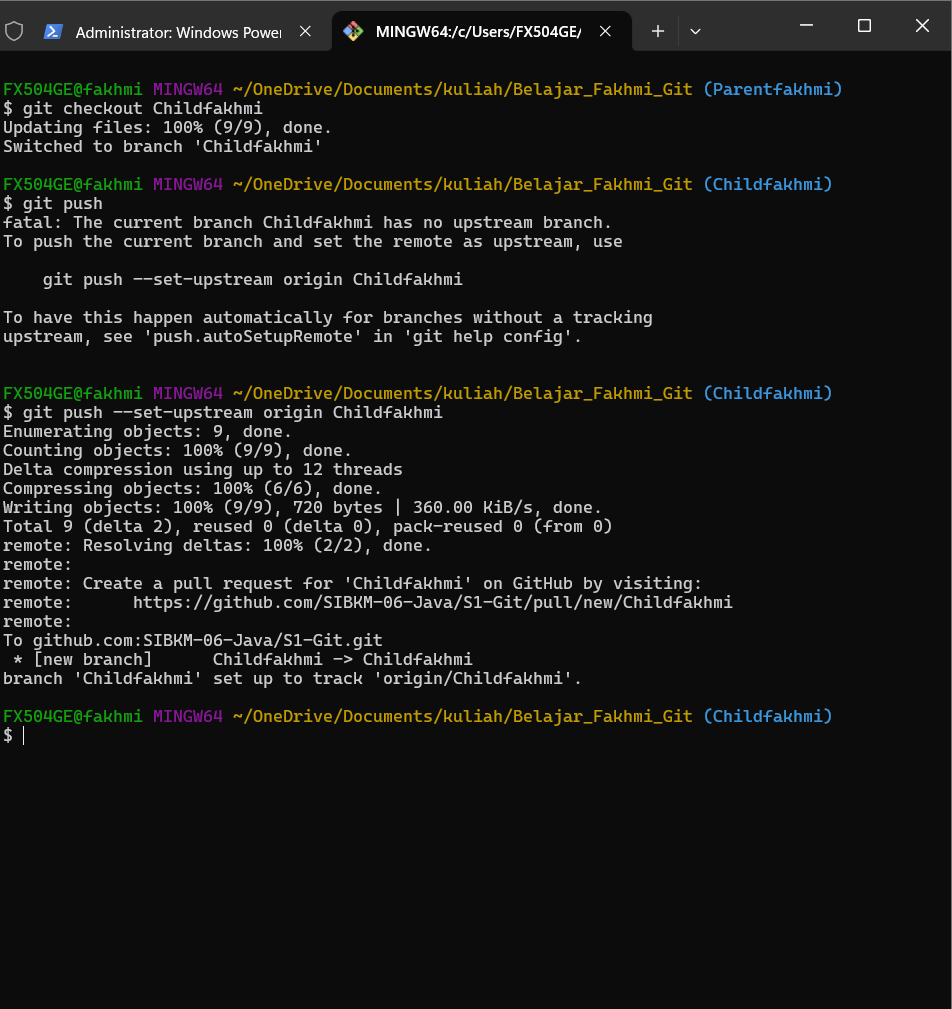 Administrator: Windows Power
MINGW64:/c/Users/FX504GE/
FX504GE@fakhmi MINGW64 ~/OneDrive/Documents/kuliah/Belajar_Fakhmi_Git (Parentfakhmi)
$ git checkout Childfakhmi
Updating files: 100% (9/9), done.
Switched to branch 'Childfakhmi'
FX504GE@fakhmi MINGW64 ~/OneDrive/Documents/kuliah/Belajar_Fakhmi_Git (Childfakhmi)
$ git push
fatal: The current branch Childfakhmi has no upstream branch.
To push the current branch and set the remote as upstream, use
    git push --set-upstream origin Childfakhmi
To have this happen automatically for branches without a tracking
upstream, see 'push.autoSetupRemote' in 'git help config'.
FX504GE@fakhmi MINGW64 ~/OneDrive/Documents/kuliah/Belajar_Fakhmi_Git (Childfakhmi)
$ git push --set-upstream origin Childfakhmi
Enumerating objects: 9, done.
Counting objects: 100% (9/9), done.
Delta compression using up to 12 threads
Compressing objects: 100% (6/6), done.
Writing objects: 100% (9/9), 720 bytes | 360.00 KiB/s, done.
Total 9 (delta 2), reused 0 (delta 0), pack-reused 0 (from 0)
remote: Resolving deltas: 100% (2/2), done.
remote:
remote: Create a pull request for 'Childfakhmi' on GitHub by visiting:
remote:      https://github.com/SIBKM-06-Java/S1-Git/pull/new/Childfakhmi
remote:
To github.com:SIBKM-06-Java/S1-Git.git
 * [new branch]      Childfakhmi -> Childfakhmi
branch 'Childfakhmi' set up to track 'origin/Childfakhmi'.
FX504GE@fakhmi MINGW64 ~/OneDrive/Documents/kuliah/Belajar_Fakhmi_Git (Childfakhmi)
$